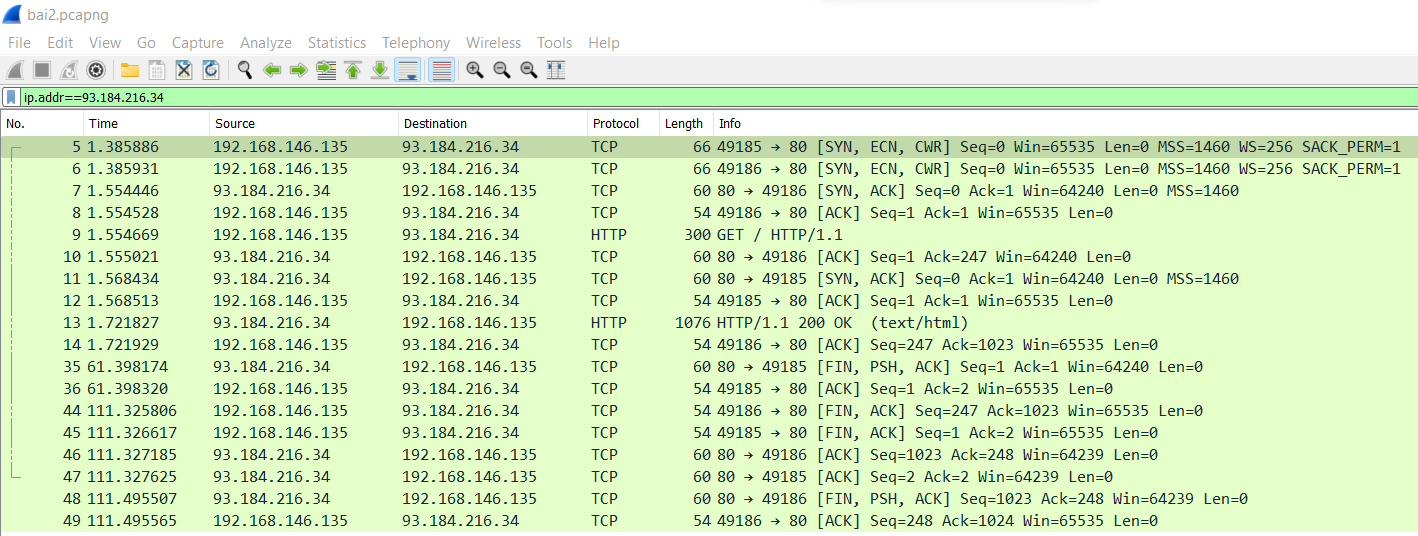 bai2.pcapng
File Edit View Go Capture Analyze Statistics Telephony Wireless Tools Help
ip.addr==93.184.216.34
No. Time Source Destination Protocol Length Info
5 1.385886 192.168.146.135 93.184.216.34 TCP 66 49185 → 80 [SYN, ECN, CWR] Seq=0 Win=65535 Len=0 MSS=1460 WS=256 SACK_PERM=1
6 1.385931 192.168.146.135 93.184.216.34 TCP 66 49186 → 80 [SYN, ECN, CWR] Seq=0 Win=65535 Len=0 MSS=1460 WS=256 SACK_PERM=1
7 1.554446 93.184.216.34 192.168.146.135 TCP 60 80 → 49186 [SYN, ACK] Seq=0 Ack=1 Win=64240 Len=0 MSS=1460
8 1.554528 192.168.146.135 93.184.216.34 TCP 54 49186 → 80 [ACK] Seq=1 Ack=1 Win=65535 Len=0
9 1.554669 192.168.146.135 93.184.216.34 HTTP 300 GET / HTTP/1.1
10 1.555021 93.184.216.34 192.168.146.135 TCP 60 80 → 49186 [ACK] Seq=1 Ack=247 Win=64240 Len=0
11 1.568434 93.184.216.34 192.168.146.135 TCP 60 80 → 49185 [SYN, ACK] Seq=0 Ack=1 Win=64240 Len=0 MSS=1460
12 1.568513 192.168.146.135 93.184.216.34 TCP 54 49185 → 80 [ACK] Seq=1 Ack=1 Win=65535 Len=0
13 1.721827 93.184.216.34 192.168.146.135 HTTP 1076 HTTP/1.1 200 OK (text/html)
14 1.721929 192.168.146.135 93.184.216.34 TCP 54 49186 → 80 [ACK] Seq=247 Ack=1023 Win=65535 Len=0
35 61.398174 93.184.216.34 192.168.146.135 TCP 60 80 → 49185 [FIN, PSH, ACK] Seq=1 Ack=1 Win=64240 Len=0
36 61.398320 192.168.146.135 93.184.216.34 TCP 54 49185 → 80 [ACK] Seq=1 Ack=2 Win=65535 Len=0
44 111.325806 192.168.146.135 93.184.216.34 TCP 54 49186 → 80 [FIN, ACK] Seq=247 Ack=1023 Win=65535 Len=0
45 111.326617 192.168.146.135 93.184.216.34 TCP 54 49185 → 80 [FIN, ACK] Seq=1 Ack=2 Win=65535 Len=0
46 111.327185 93.184.216.34 192.168.146.135 TCP 60 80 → 49186 [ACK] Seq=1023 Ack=248 Win=64239 Len=0
47 111.327625 93.184.216.34 192.168.146.135 TCP 60 80 → 49185 [ACK] Seq=2 Ack=2 Win=64239 Len=0
48 111.495507 93.184.216.34 192.168.146.135 TCP 60 80 → 49186 [FIN, PSH, ACK] Seq=1023 Ack=248 Win=64239 Len=0
49 111.495565 192.168.146.135 93.184.216.34 TCP 54 49186 → 80 [ACK] Seq=248 Ack=1024 Win=65535 Len=0